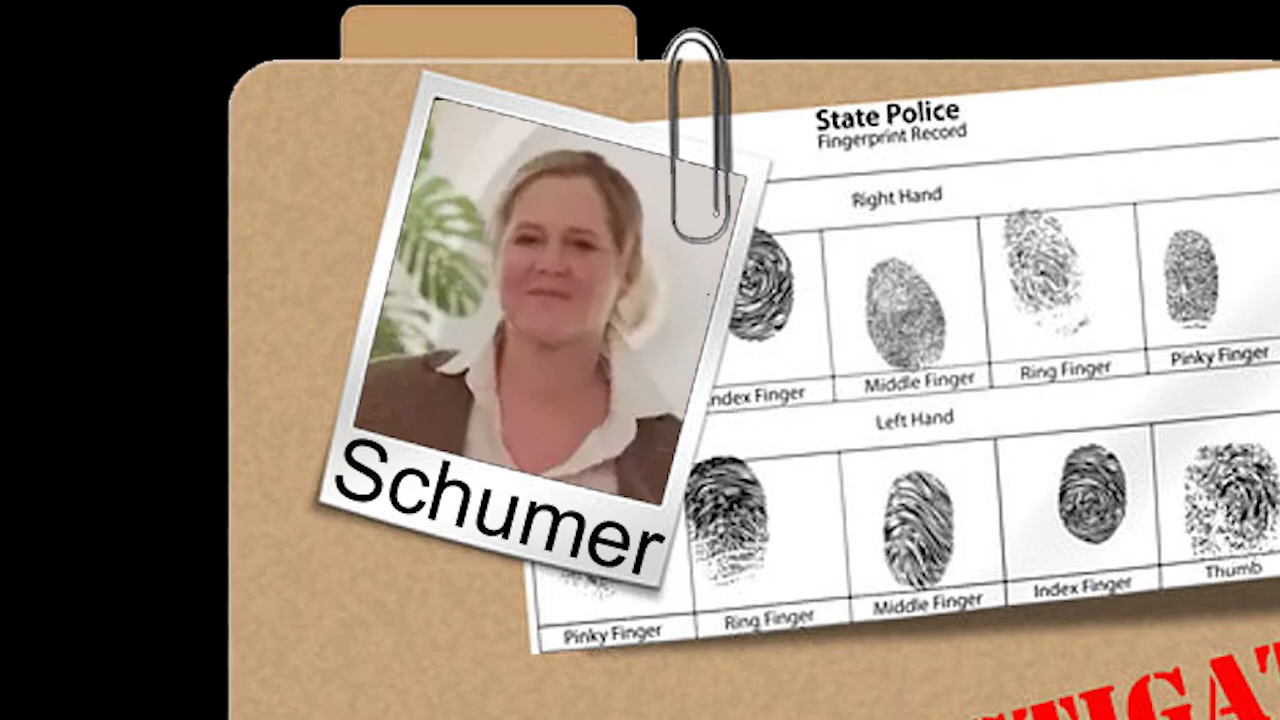 State Police
Fingerprint Record
Right Hand
Middle Finger
Ring Finger
Pinky Finger
Finger
Left Hand
Schumer
Pinky Finger
Ring Finger
Middle Finger
Index Finger
Thumb